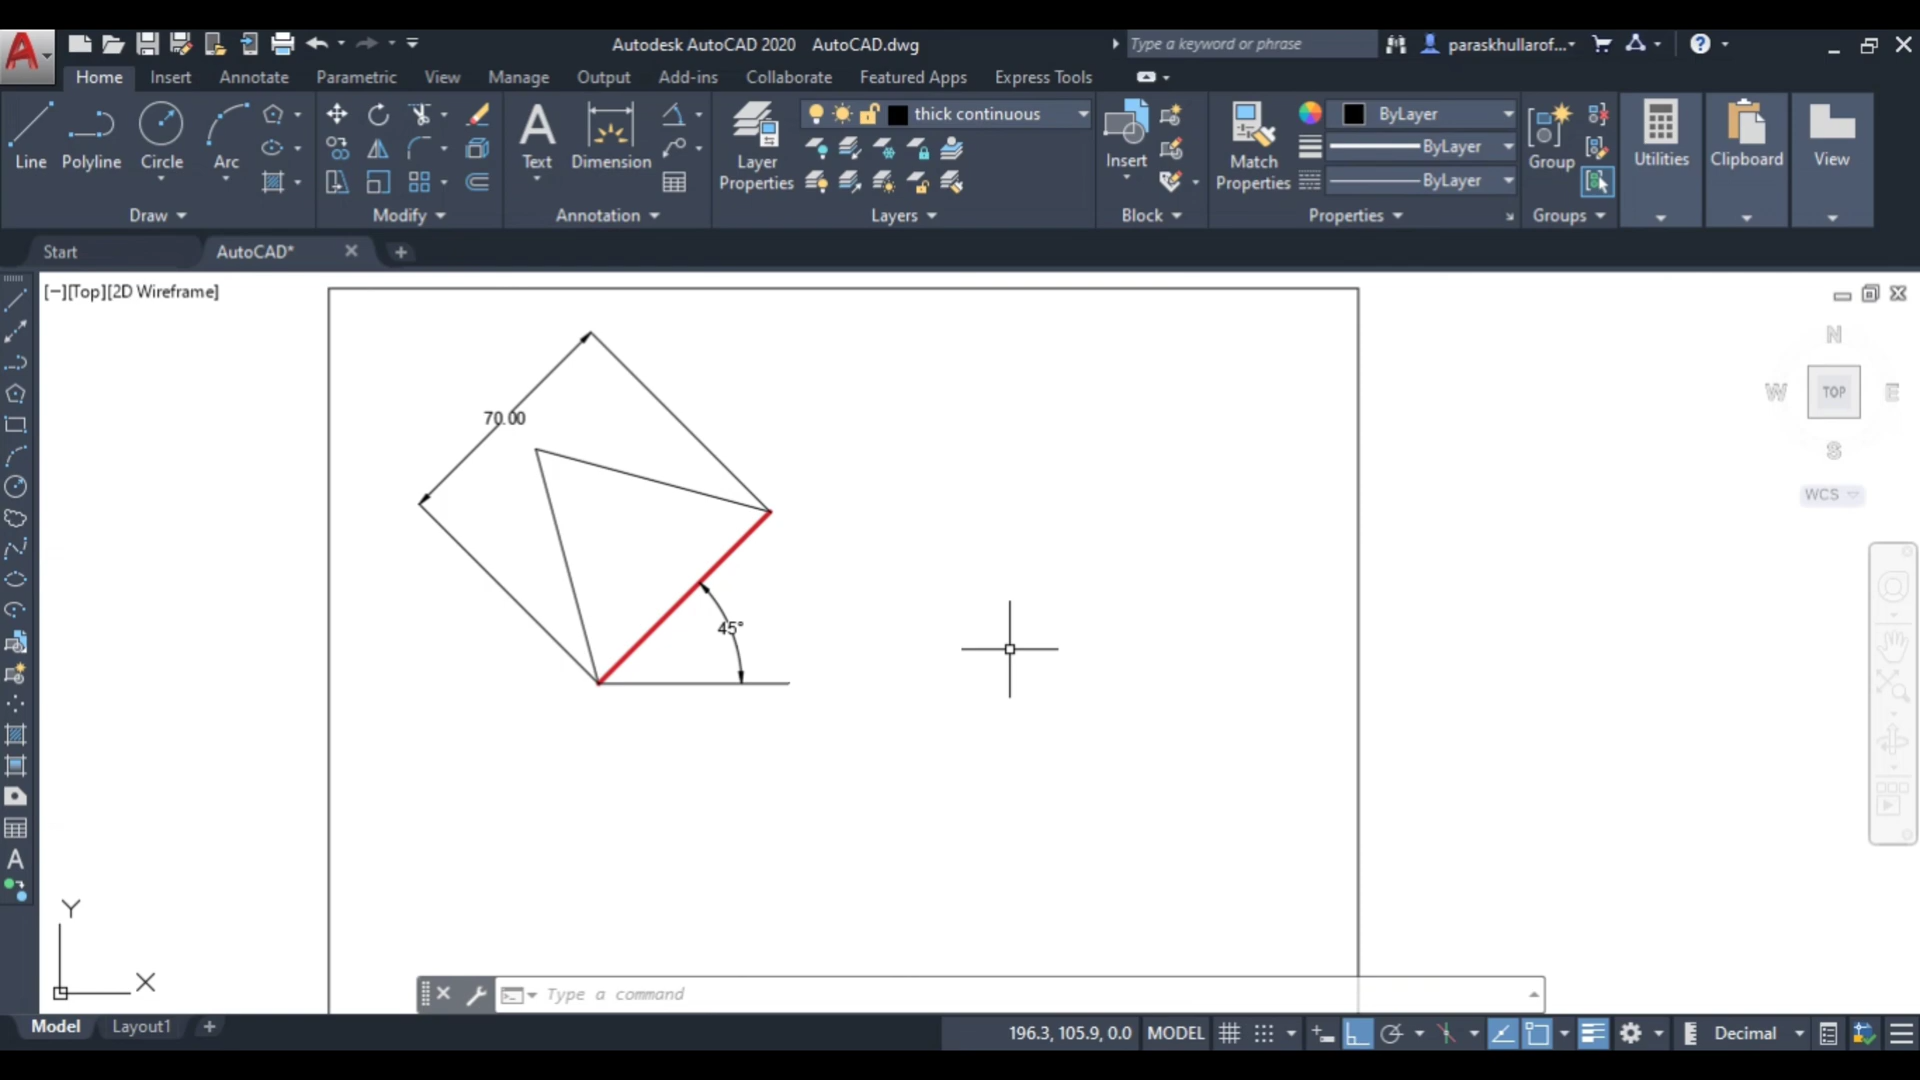 Autodesk AutoCAD 2020 AutoCAD.dwg
Type a keyword or phrase
paraskhullarof...
Home Insert Annotate Parametric View Manage Output Add-ins Collaborate Featured Apps Express Tools
Line Polyline Circle Arc
Text Dimension
Layer Properties
thick continuous
Insert
Match Properties
ByLayer
ByLayer
ByLayer
Group
Utilities Clipboard View
Draw Modify Annotation Layers Block Properties Groups
Start AutoCAD*
[−][Top][2D Wireframe]
N
W TOP E
S
WCS
70.00
45°
A
Y
X
Type a command
Model Layout1
196.3, 105.9, 0.0 MODEL Decimal